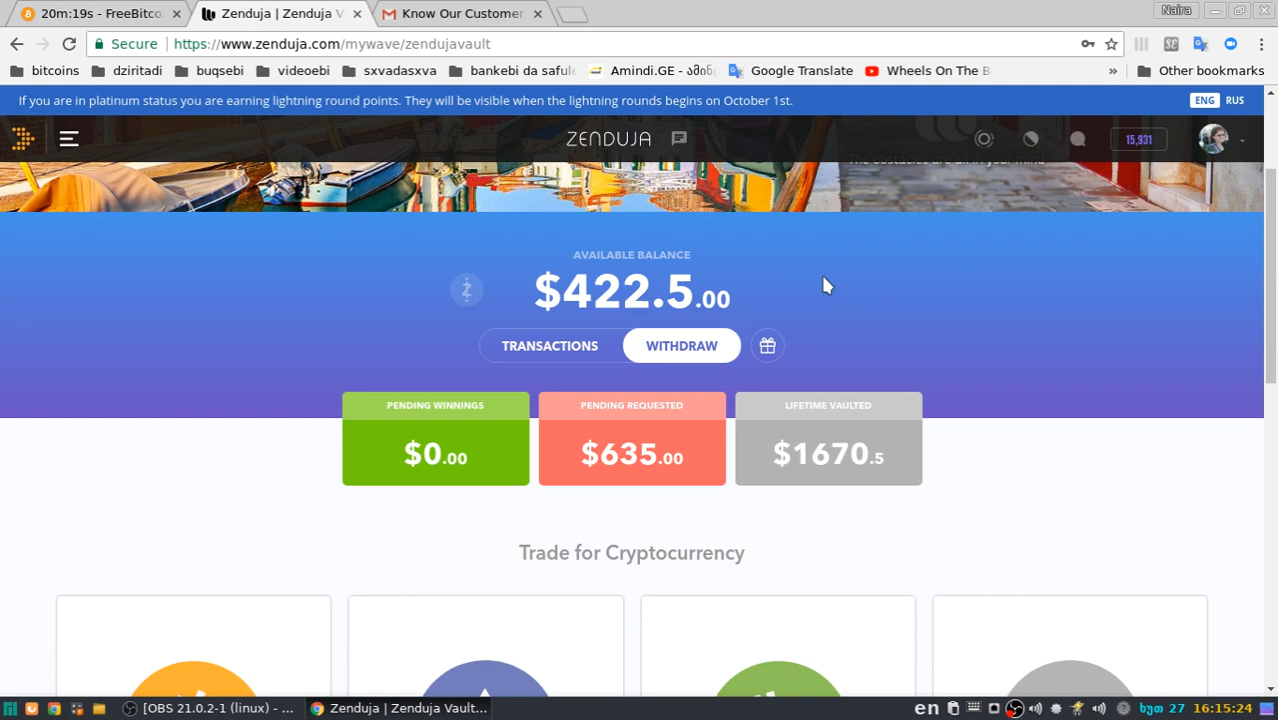 20m:19s - FreeBitco
Zenduja | Zenduja V
Know Our Customer
Naira
Secure
https://www.zenduja.com/mywave/zendujavault
bitcoins
dziritadi
buqsebi
videoebi
sxvadasxva
bankebi da safule
Amindi.GE - ამინდ
Google Translate
Wheels On The B
»
Other bookmarks
If you are in platinum status you are earning lightning round points. They will be visible when the lightning rounds begins on October 1st.
ENG RUS
ZENDUJA
15,931
AVAILABLE BALANCE
$422.5.00
TRANSACTIONS
WITHDRAW
PENDING WINNINGS
$0.00
PENDING REQUESTED
$635.00
LIFETIME VAULTED
$1670.5
Trade for Cryptocurrency
[OBS 21.0.2-1 (linux) - ...
Zenduja | Zenduja Vault...
en
ხუთ 27
16:15:24